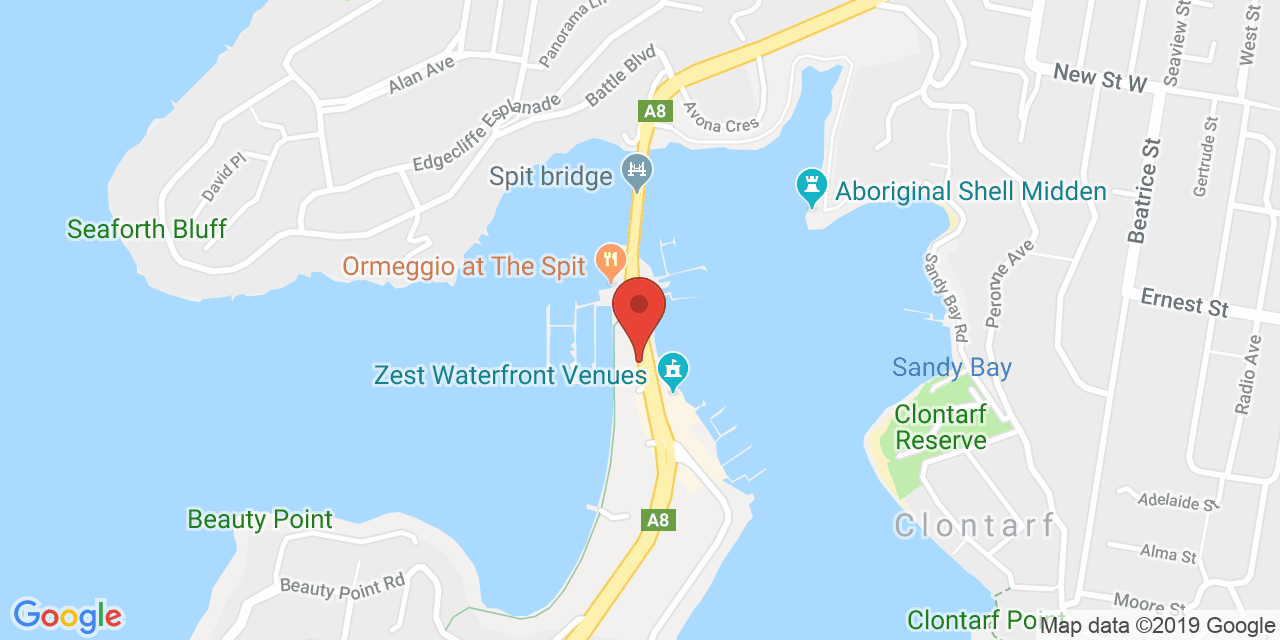 Panorama Ln
Seaview St
West St
Alan Ave
Battle Blvd
New St W
Edgecliffe Esplanade
A8
Avona Cres
Gertrude St
David Pl
Spit bridge
Aboriginal Shell Midden
Beatrice St
Seaforth Bluff
Ormeggio at The Spit
Sandy Bay Rd
Peronne Ave
Ernest St
Zest Waterfront Venues
Sandy Bay
Radio Ave
Clontarf
Reserve
Adelaide S
Beauty Point
A8
Clontarf
Alma St
Beauty Point Rd
Moore St
Google
Clontarf Point
Map data ©2019 Google